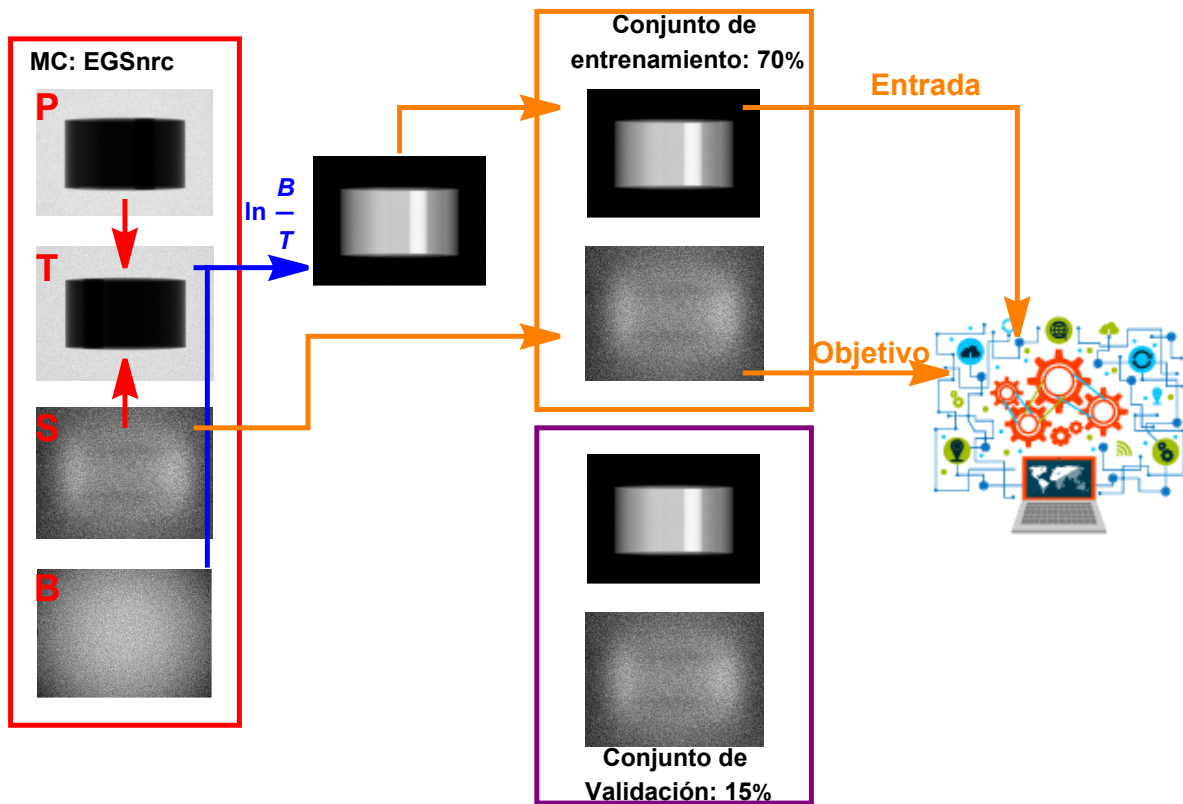 MC: EGSnrc
P
T
S
B
ln B
T
Conjunto de
entrenamiento: 70%
Entrada
Objetivo
Conjunto de
Validación: 15%